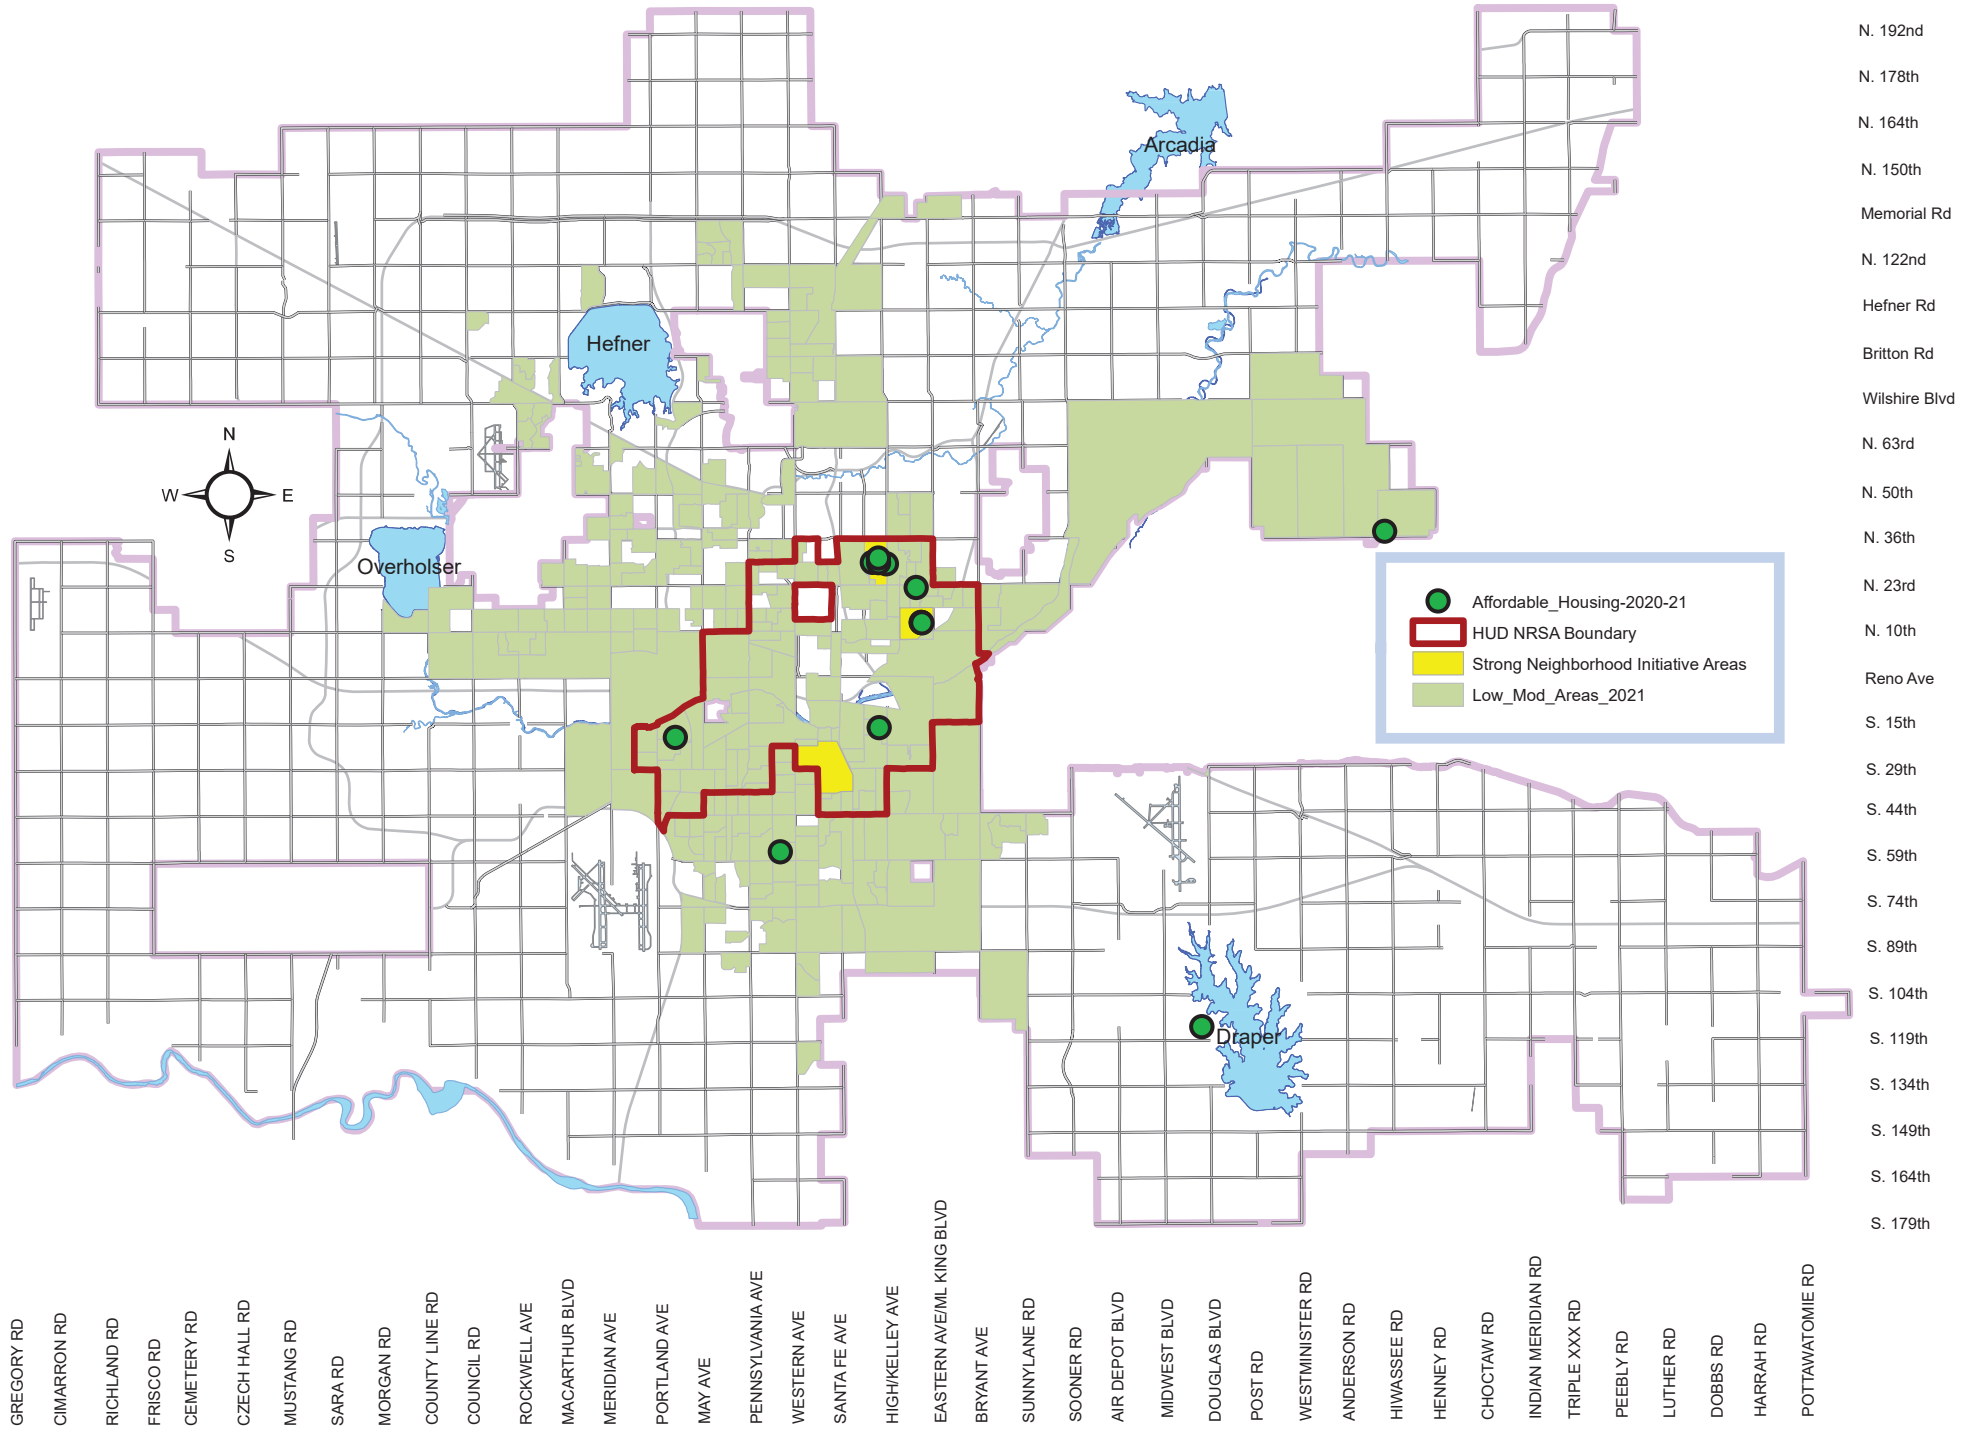 N. 192nd
N. 178th
N. 164th
N. 150th
Memorial Rd
N. 122nd
Hefner Rd
Britton Rd
Wilshire Blvd
N. 63rd
N. 50th
N. 36th
N. 23rd
N. 10th
Reno Ave
S. 15th
S. 29th
S. 44th
S. 59th
S. 74th
S. 89th
S. 104th
S. 119th
S. 134th
S. 149th
S. 164th
S. 179th
Arcadia
Hefner
Overholser
Draper
N
W
E
S
Affordable_Housing-2020-21
HUD NRSA Boundary
Strong Neighborhood Initiative Areas
Low_Mod_Areas_2021
GREGORY RD
CIMARRON RD
RICHLAND RD
FRISCO RD
CEMETERY RD
CZECH HALL RD
MUSTANG RD
SARA RD
MORGAN RD
COUNTY LINE RD
COUNCIL RD
ROCKWELL AVE
MACARTHUR BLVD
MERIDIAN AVE
PORTLAND AVE
MAY AVE
PENNSYLVANIA AVE
WESTERN AVE
SANTA FE AVE
HIGH/KELLEY AVE
EASTERN AVE/ML KING BLVD
BRYANT AVE
SUNNYLANE RD
SOONER RD
AIR DEPOT BLVD
MIDWEST BLVD
DOUGLAS BLVD
POST RD
WESTMINISTER RD
ANDERSON RD
HIWASSEE RD
HENNEY RD
CHOCTAW RD
INDIAN MERIDIAN RD
TRIPLE XXX RD
PEEBLY RD
LUTHER RD
DOBBS RD
HARRAH RD
POTTAWATOMIE RD